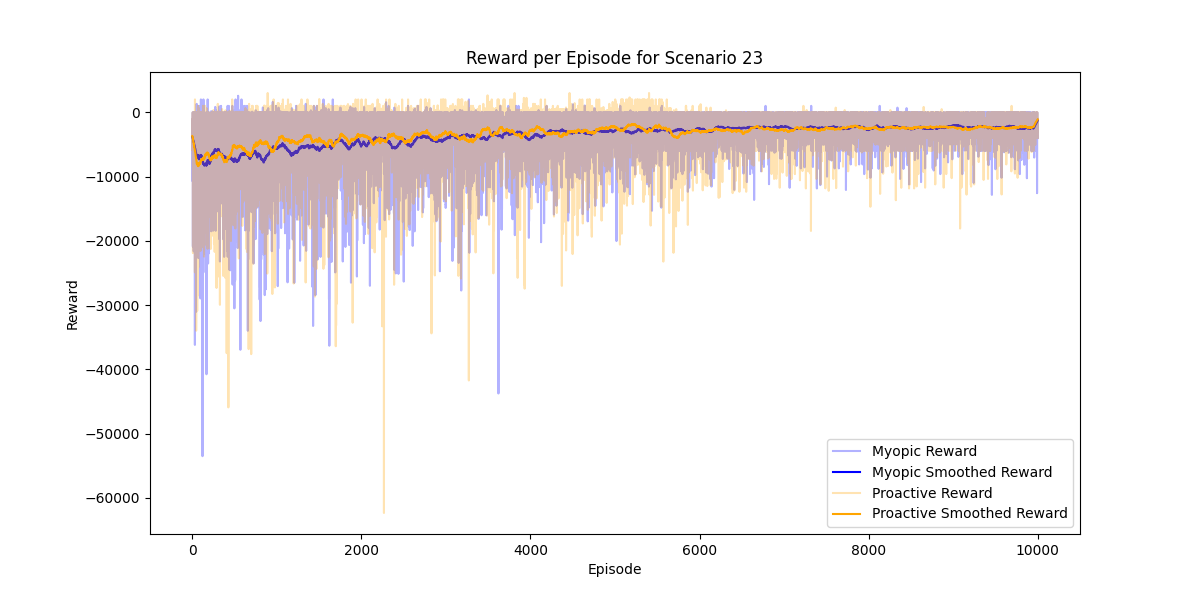 Reward per Episode for Scenario 23
Reward
0
−10000
−20000
−30000
−40000
−50000
−60000
0 2000 4000 6000 8000 10000
Episode
Myopic Reward
Myopic Smoothed Reward
Proactive Reward
Proactive Smoothed Reward